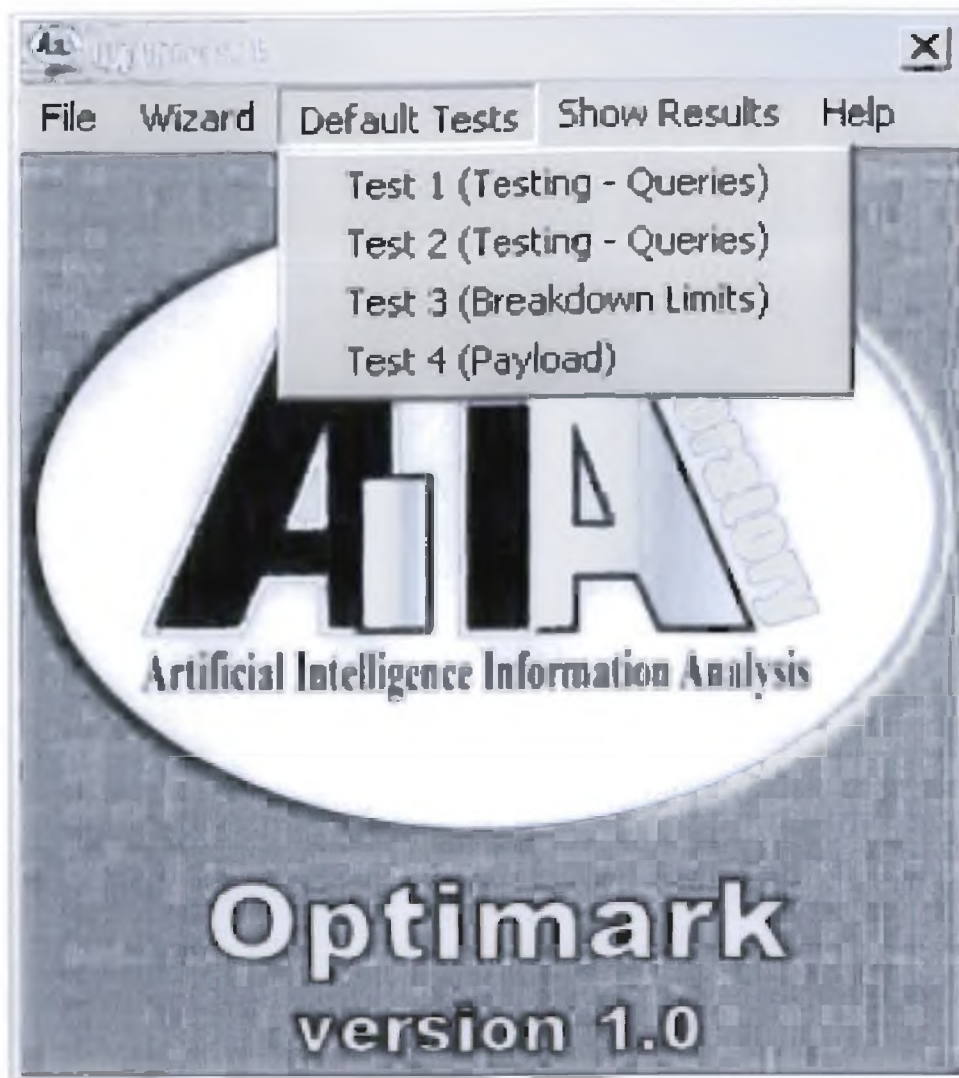 File Wizard Default Tests Show Results Help
Test 1 (Testing - Queries)
Test 2 (Testing - Queries)
Test 3 (Breakdown Limits)
Test 4 (Payload)
AIIA
Artificial Intelligence Information Analysis
Optimark
version 1.0